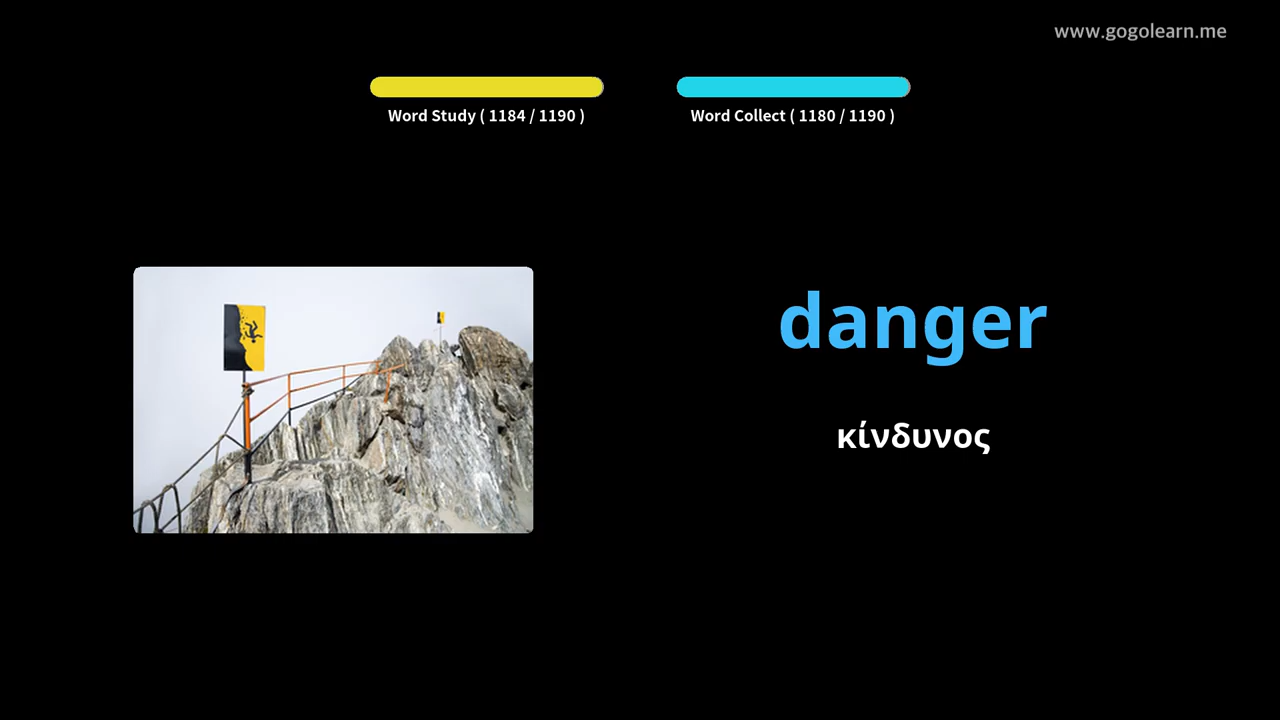 www.gogolearn.me
Word Study ( 1184 / 1190 )
Word Collect ( 1180 / 1190 )
danger
κίνδυνος